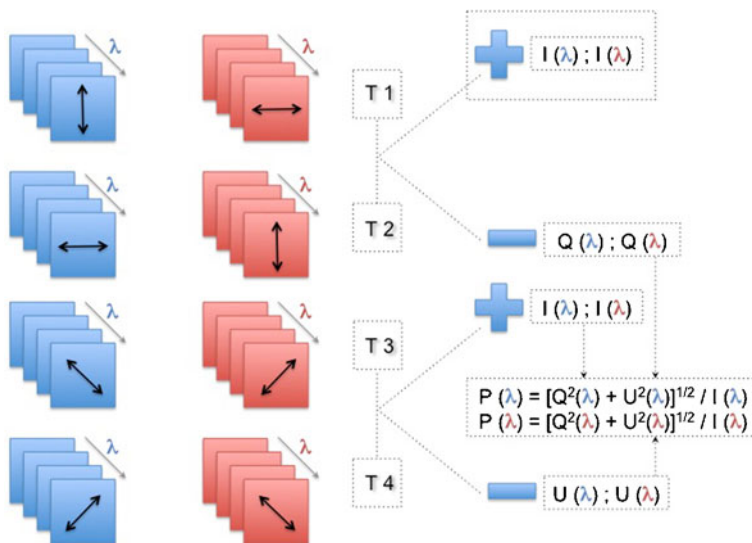 λ
λ
T 1
I (λ) ; I (λ)
λ
λ
T 2
Q (λ) ; Q (λ)
λ
λ
T 3
I (λ) ; I (λ)
P (λ) = [Q²(λ) + U²(λ)]¹/² / I (λ)
P (λ) = [Q²(λ) + U²(λ)]¹/² / I (λ)
λ
λ
T 4
U (λ) ; U (λ)